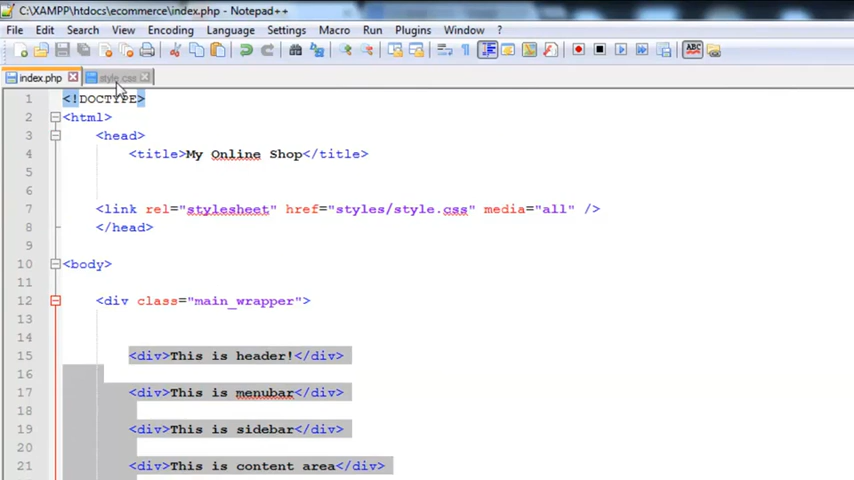 C:\XAMPP\htdocs\ecommerce\index.php - Notepad++
File Edit Search View Encoding Language Settings Macro Run Plugins Window ?
ABC
index.php style.css
1 <!DOCTYPE>
2 <html>
3 <head>
4 <title>My Online Shop</title>
5
6
7 <link rel="stylesheet" href="styles/style.css" media="all" />
8 </head>
9
10 <body>
11
12 <div class="main_wrapper">
13
14
15 <div>This is header!</div>
16
17 <div>This is menubar</div>
18
19 <div>This is sidebar</div>
20
21 <div>This is content area</div>